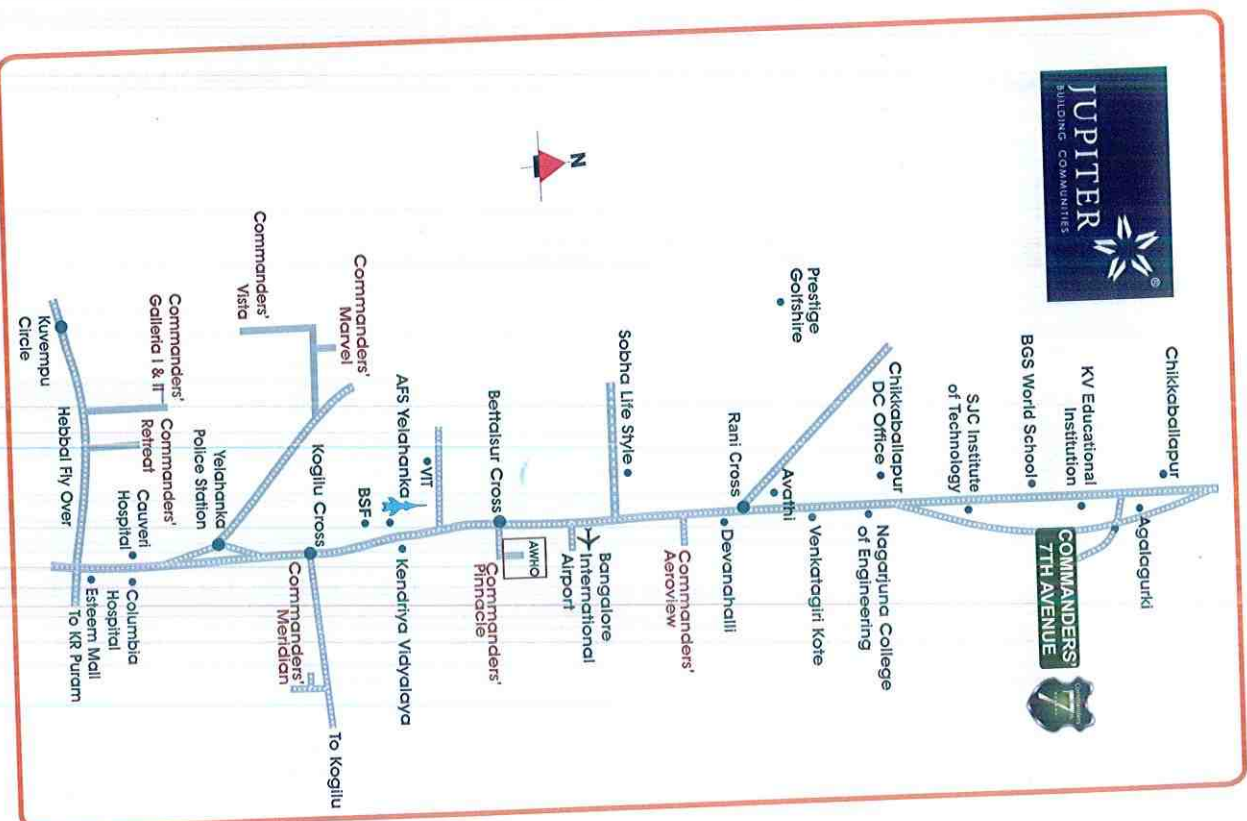 JUPITER
BUILDING COMMUNITIES
®
Chikkaballapur
Agalagurki
KV Educational
Institution
COMMANDERS'
7TH AVENUE
7
BGS World School
SJC Institute
of Technology
Chikkaballapur
DC Office
Nagarjuna College
of Engineering
Prestige
Golfshire
Avathi
Venkatagiri Kote
Rani Cross
Devanahalli
Commanders'
Aeroview
Sobha Life Style
Bangalore
International
Airport
N
AWHO
Bettalsur Cross
Commanders'
Pinnacle
VIT
AFS Yelahanka
Kendriya Vidyalaya
BSF
Commanders'
Marvel
Kogilu Cross
To Kogilu
Commanders'
Vista
Commanders'
Meridian
Yelahanka
Police Station
Commanders'
Galleria I & II
Commanders'
Retreat
Cauveri
Hospital
Columbia
Hospital
Esteem Mall
Kuvempu
Circle
Hebbal Fly Over
To KR Puram